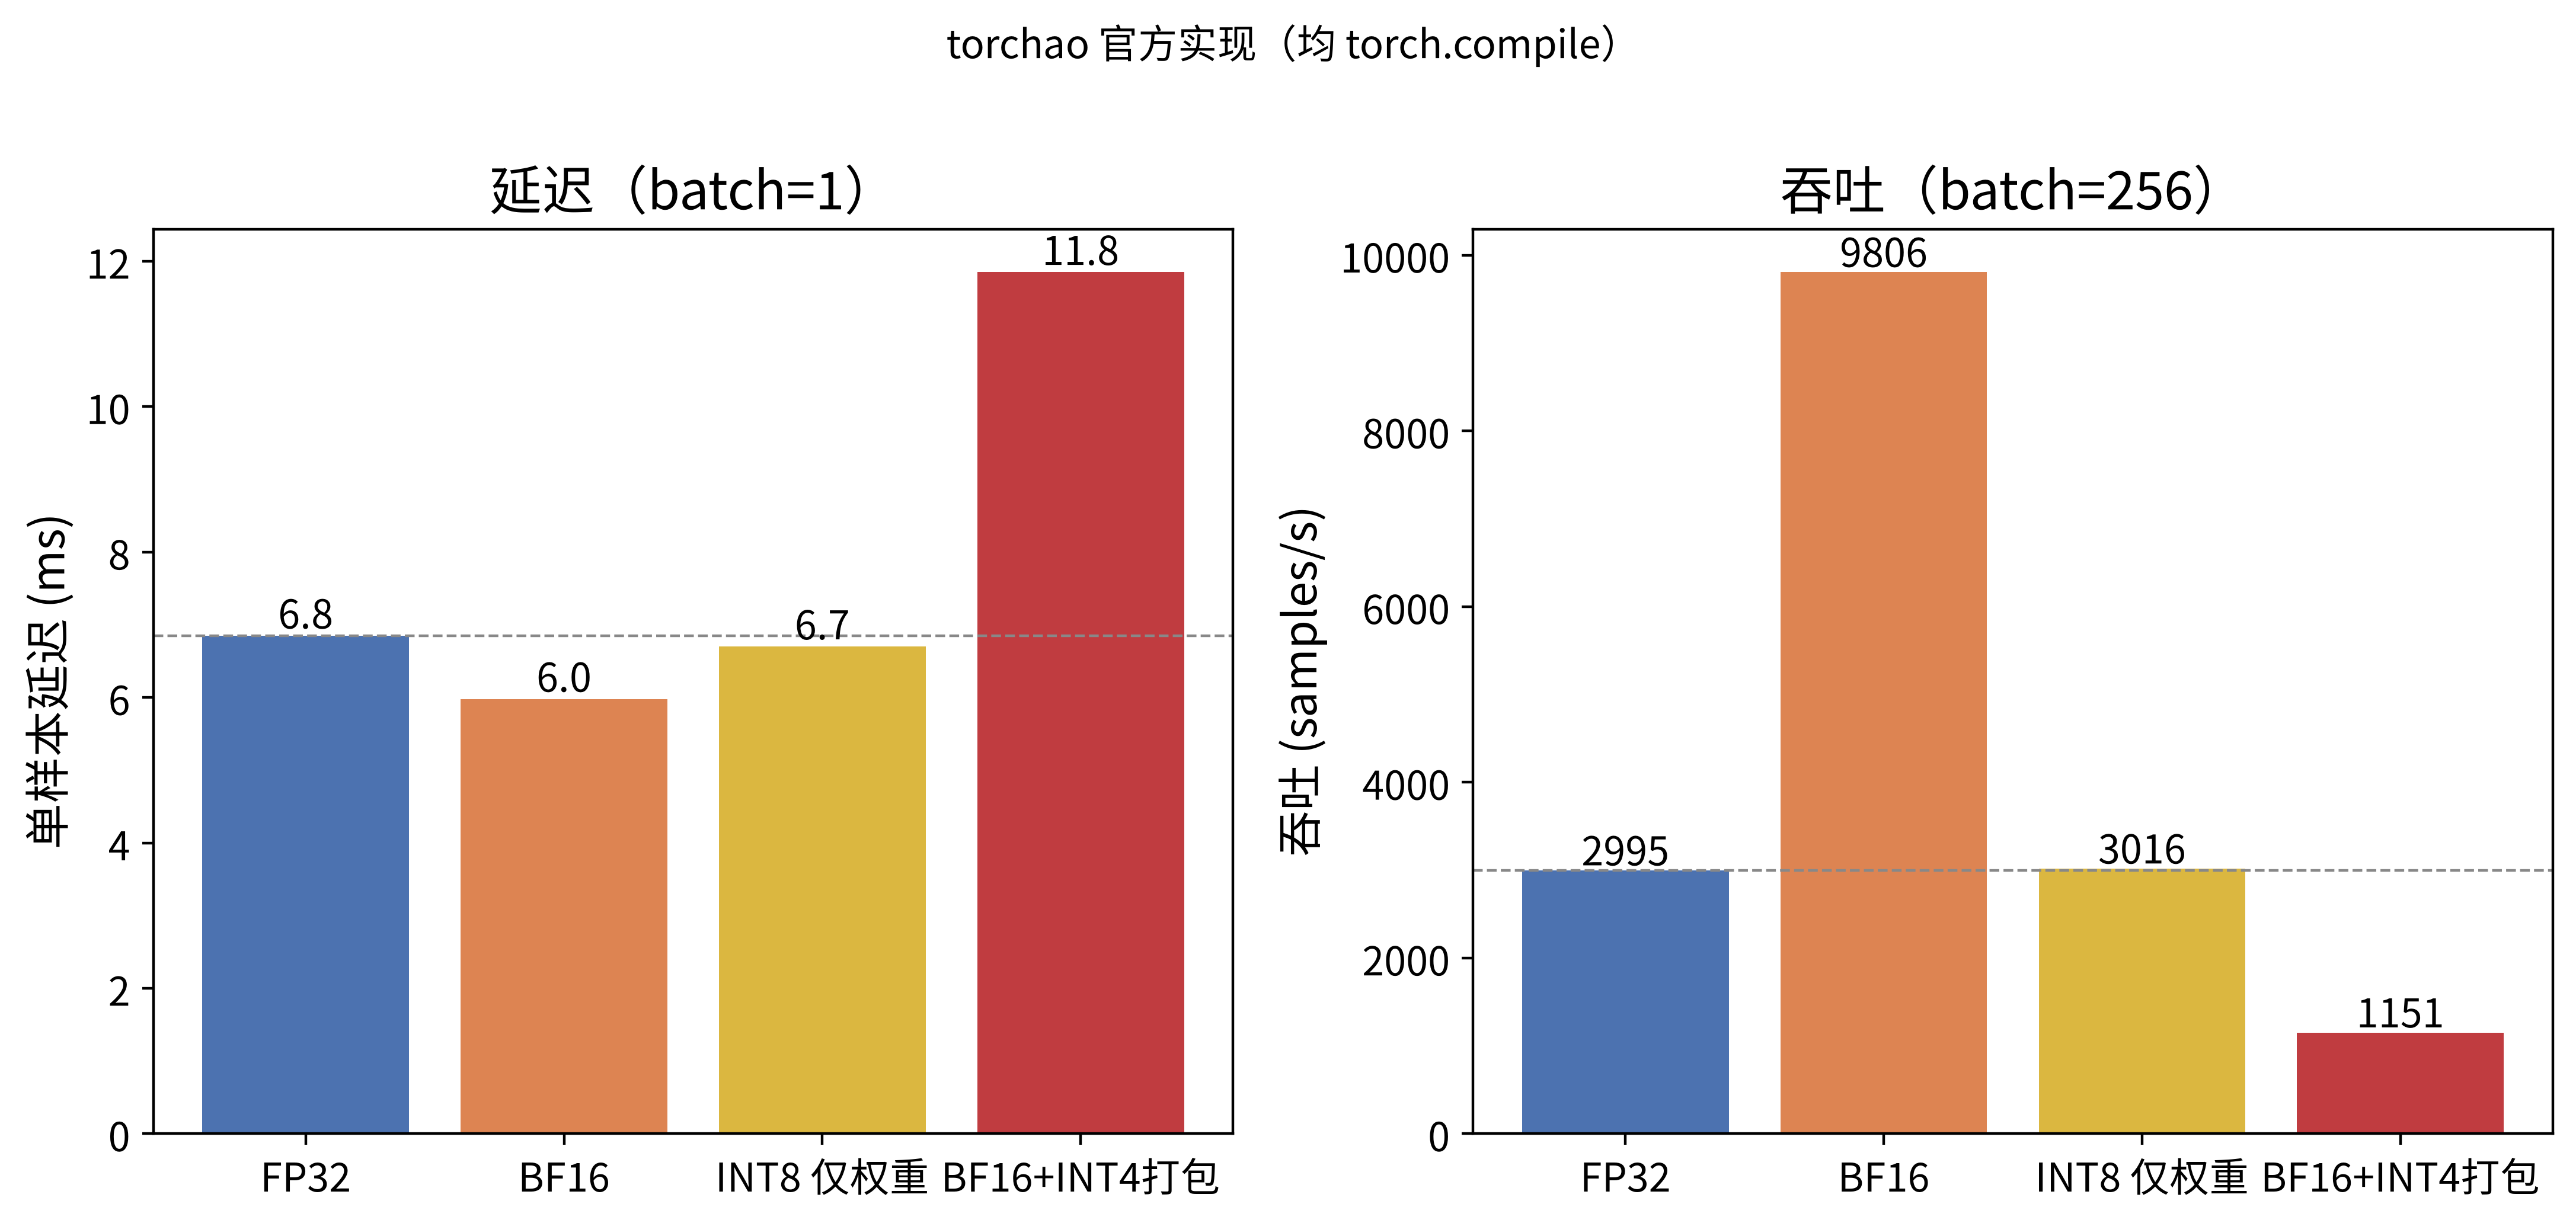 torchao 官方实现（均 torch.compile）
延迟（batch=1）
单样本延迟 (ms)
12
10
8
6
4
2
0
6.8
6.0
6.7
11.8
FP32
BF16
INT8 仅权重
BF16+INT4打包
吞吐（batch=256）
吞吐 (samples/s)
10000
8000
6000
4000
2000
0
2995
9806
3016
1151
FP32
BF16
INT8 仅权重
BF16+INT4打包